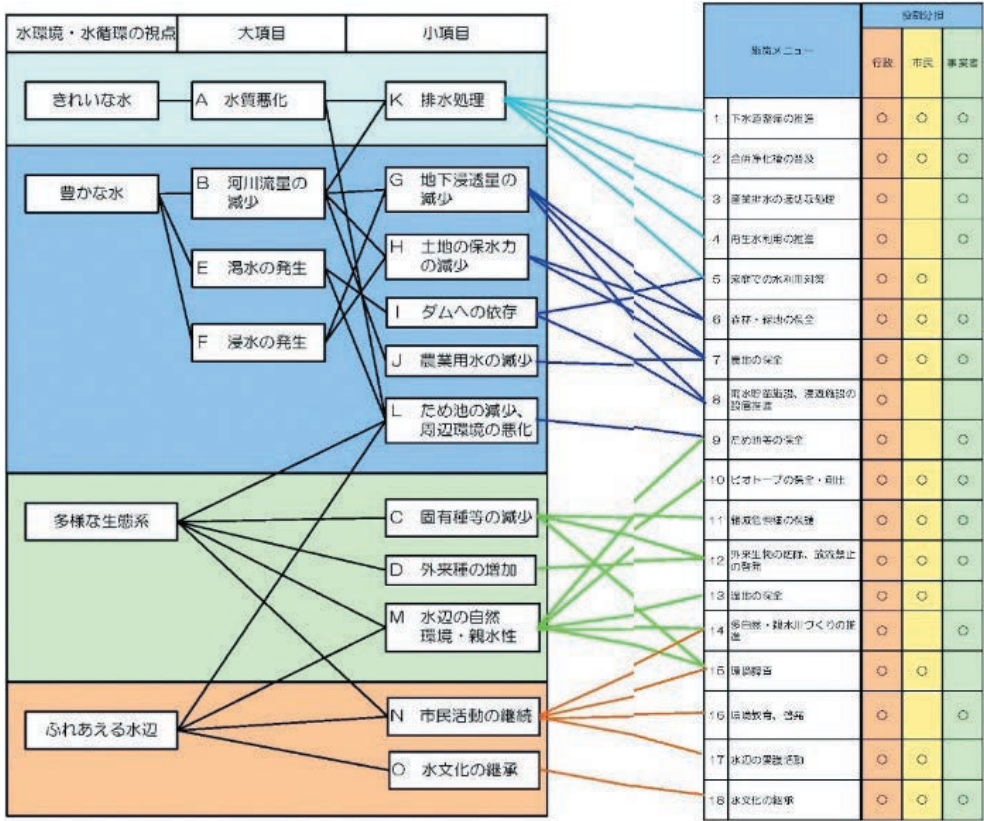 水環境・水循環の視点
大項目
小項目
きれいな水
A 水質悪化
K 排水処理
豊かな水
B 河川流量の
減少
G 地下浸透量の
減少
H 土地の保水力
の減少
E 渇水の発生
I ダムへの依存
F 浸水の発生
J 農業用水の減少
L ため池の減少、
周辺環境の悪化
多様な生態系
C 固有種等の減少
D 外来種の増加
M 水辺の自然
環境・親水性
ふれあえる水辺
N 市民活動の継続
O 水文化の継承
施策メニュー
役割分担
行政
市民
事業者
1 下水道整備の推進 ○ ○ ○
2 合併浄化槽の普及 ○ ○ ○
3 産業排水の適切な処理 ○ ○
4 再生水利用の推進 ○ ○
5 家庭での水利用対策 ○ ○
6 森林・緑地の保全 ○ ○ ○
7 農地の保全 ○ ○ ○
8 雨水貯留施設、浸透施設の
設置推進 ○
9 ため池等の保全 ○ ○
10 ビオトープの保全・創出 ○ ○ ○
11 絶滅危惧種の保護 ○ ○ ○
12 外来生物の防除、放流禁止
の啓発 ○ ○ ○
13 湿地の保全 ○ ○
14 多自然・親水川づくりの推
進 ○ ○
15 環境調査 ○ ○
16 環境教育、啓発 ○ ○
17 水辺の愛護活動 ○ ○
18 水文化の継承 ○ ○ ○